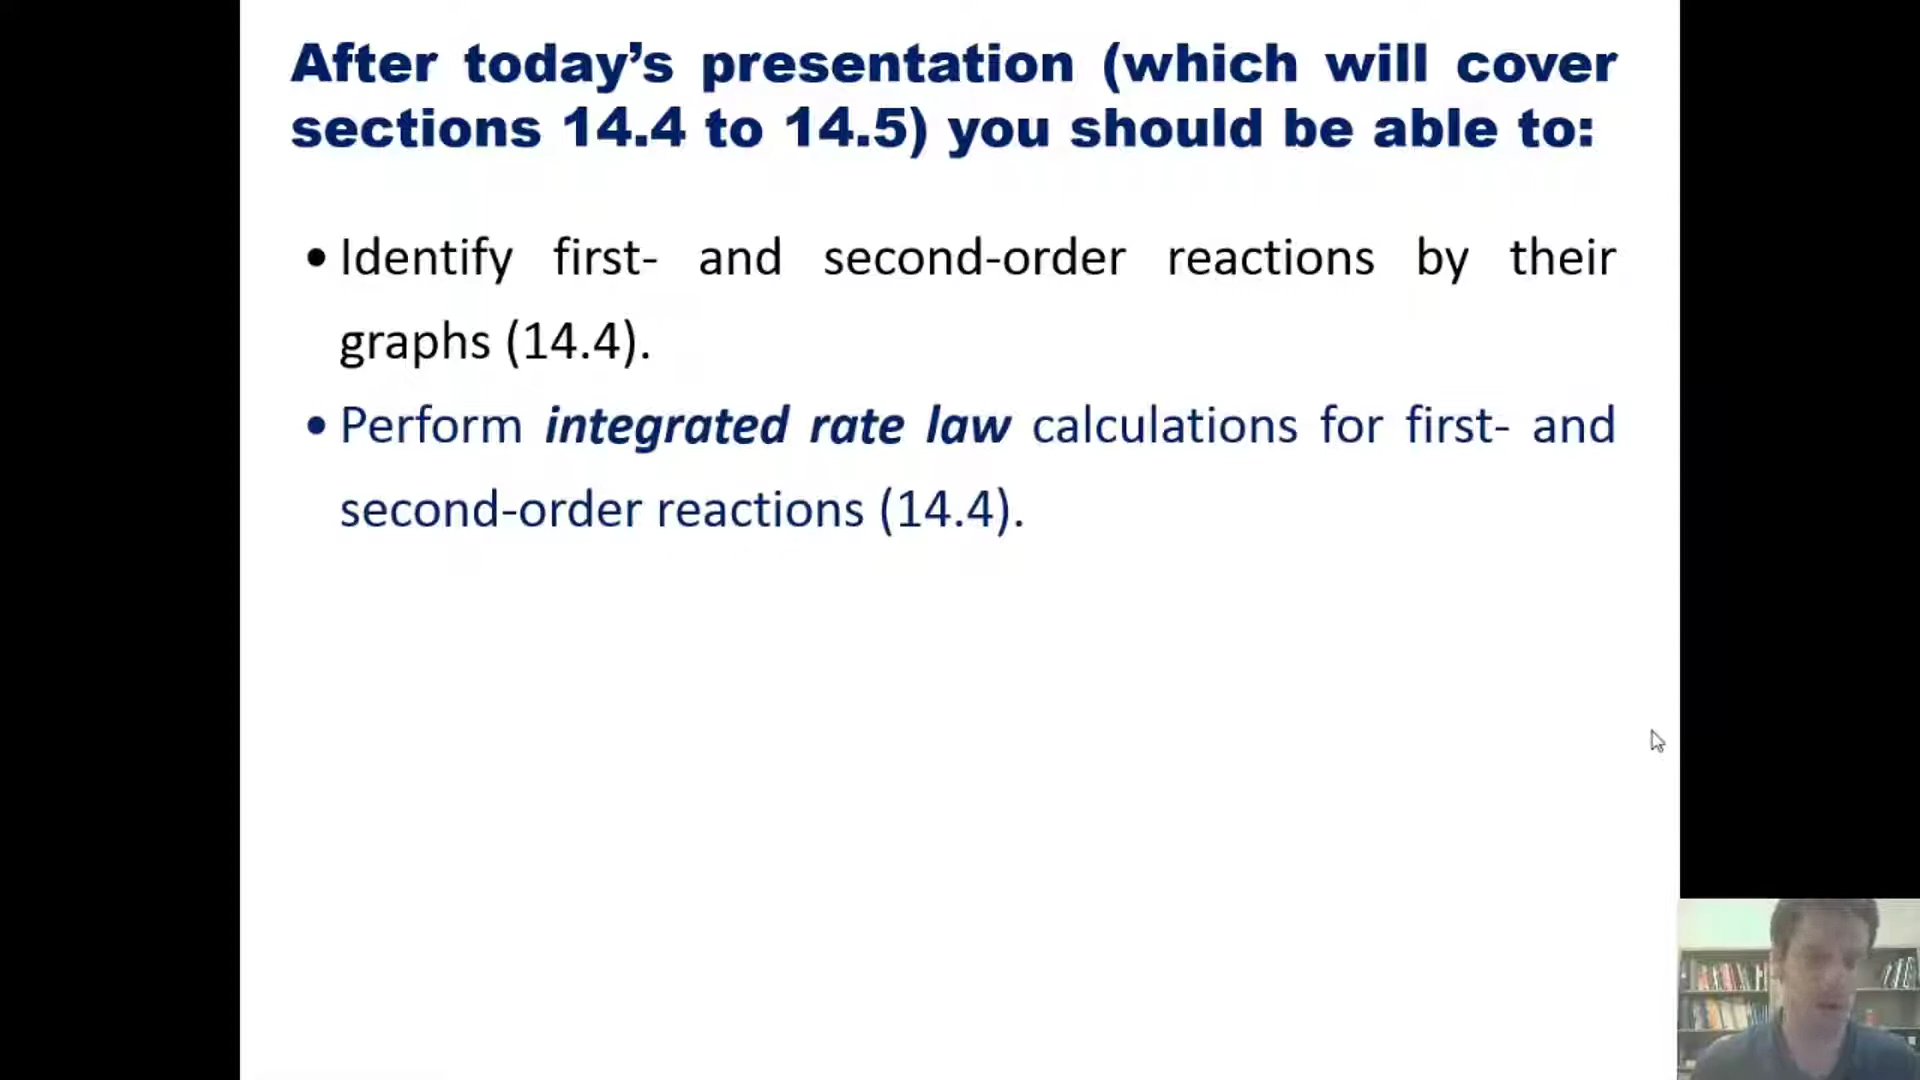 After today’s presentation (which will cover
sections 14.4 to 14.5) you should be able to:
• Identify first- and second-order reactions by their
graphs (14.4).
• Perform integrated rate law calculations for first- and
second-order reactions (14.4).